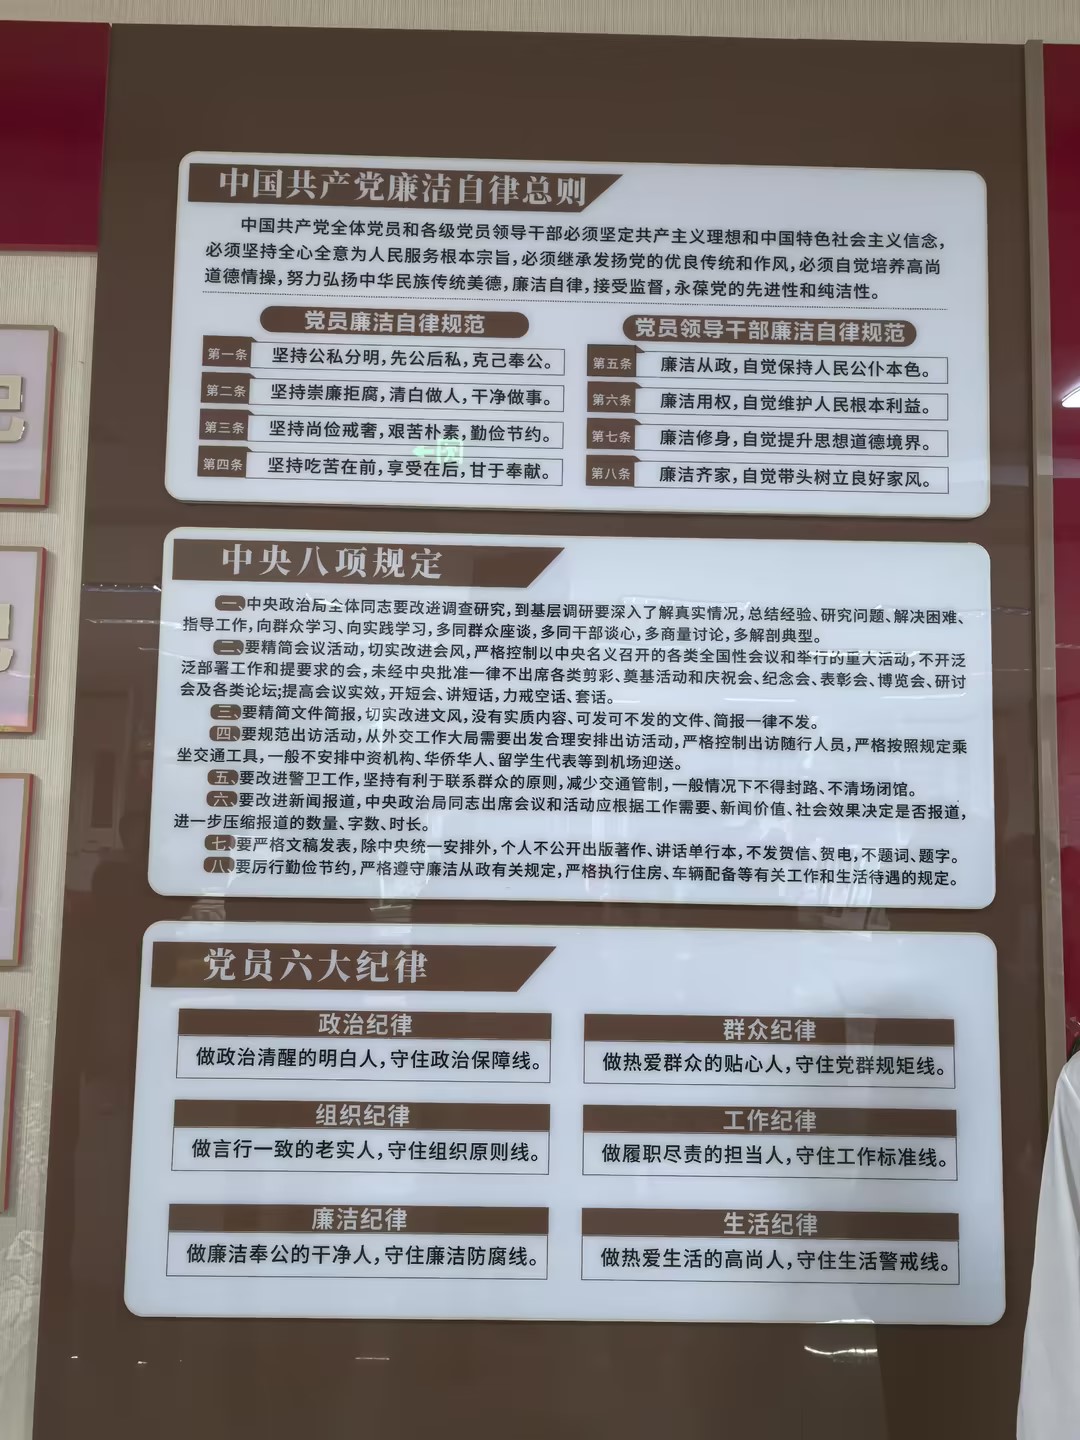 中国共产党廉洁自律总则
中国共产党全体党员和各级党员领导干部必须坚定共产主义理想和中国特色社会主义信念，
必须坚持全心全意为人民服务根本宗旨，必须继承发扬党的优良传统和作风，必须自觉培养高尚
道德情操，努力弘扬中华民族传统美德，廉洁自律，接受监督，永葆党的先进性和纯洁性。
党员廉洁自律规范
第一条 坚持公私分明，先公后私，克己奉公。
第二条 坚持崇廉拒腐，清白做人，干净做事。
第三条 坚持尚俭戒奢，艰苦朴素，勤俭节约。
第四条 坚持吃苦在前，享受在后，甘于奉献。
党员领导干部廉洁自律规范
第五条 廉洁从政，自觉保持人民公仆本色。
第六条 廉洁用权，自觉维护人民根本利益。
第七条 廉洁修身，自觉提升思想道德境界。
第八条 廉洁齐家，自觉带头树立良好家风。
中央八项规定
一、中央政治局全体同志要改进调查研究，到基层调研要深入了解真实情况，总结经验、研究问题、解决困难、
指导工作，向群众学习、向实践学习，多同群众座谈，多同干部谈心，多商量讨论，多解剖典型。
二、要精简会议活动，切实改进会风，严格控制以中央名义召开的各类全国性会议和举行的重大活动，不开泛
泛部署工作和提要求的会，未经中央批准一律不出席各类剪彩、奠基活动和庆祝会、纪念会、表彰会、博览会、研讨
会及各类论坛；提高会议实效，开短会、讲短话，力戒空话、套话。
三、要精简文件简报，切实改进文风，没有实质内容、可发可不发的文件、简报一律不发。
四、要规范出访活动，从外交工作大局需要出发合理安排出访活动，严格控制出访随行人员，严格按照规定乘
坐交通工具，一般不安排中资机构、华侨华人、留学生代表等到机场迎送。
五、要改进警卫工作，坚持有利于联系群众的原则，减少交通管制，一般情况下不得封路、不清场闭馆。
六、要改进新闻报道，中央政治局同志出席会议和活动应根据工作需要、新闻价值、社会效果决定是否报道，
进一步压缩报道的数量、字数、时长。
七、要严格文稿发表，除中央统一安排外，个人不公开出版著作、讲话单行本，不发贺信、贺电，不题词、题字。
八、要厉行勤俭节约，严格遵守廉洁从政有关规定，严格执行住房、车辆配备等有关工作和生活待遇的规定。
党员六大纪律
政治纪律
做政治清醒的明白人，守住政治保障线。
群众纪律
做热爱群众的贴心人，守住党群规矩线。
组织纪律
做言行一致的老实人，守住组织原则线。
工作纪律
做履职尽责的担当人，守住工作标准线。
廉洁纪律
做廉洁奉公的干净人，守住廉洁防腐线。
生活纪律
做热爱生活的高尚人，守住生活警戒线。